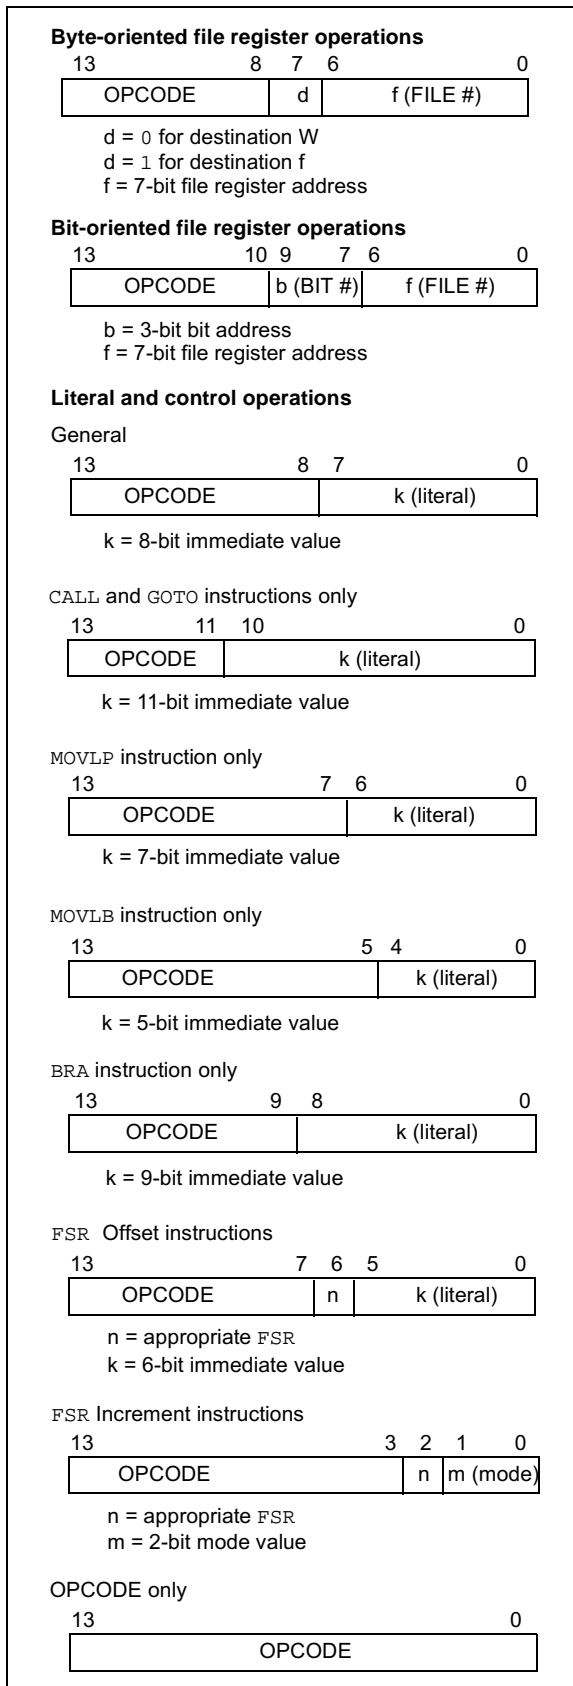 Byte-oriented file register operations
13 8 7 6 0
OPCODE d f (FILE #)
d = 0 for destination W
d = 1 for destination f
f = 7-bit file register address
Bit-oriented file register operations
13 10 9 7 6 0
OPCODE b (BIT #) f (FILE #)
b = 3-bit bit address
f = 7-bit file register address
Literal and control operations
General
13 8 7 0
OPCODE k (literal)
k = 8-bit immediate value
CALL and GOTO instructions only
13 11 10 0
OPCODE k (literal)
k = 11-bit immediate value
MOVLP instruction only
13 7 6 0
OPCODE k (literal)
k = 7-bit immediate value
MOVLB instruction only
13 5 4 0
OPCODE k (literal)
k = 5-bit immediate value
BRA instruction only
13 9 8 0
OPCODE k (literal)
k = 9-bit immediate value
FSR Offset instructions
13 7 6 5 0
OPCODE n k (literal)
n = appropriate FSR
k = 6-bit immediate value
FSR Increment instructions
13 3 2 1 0
OPCODE n m (mode)
n = appropriate FSR
m = 2-bit mode value
OPCODE only
13 0
OPCODE